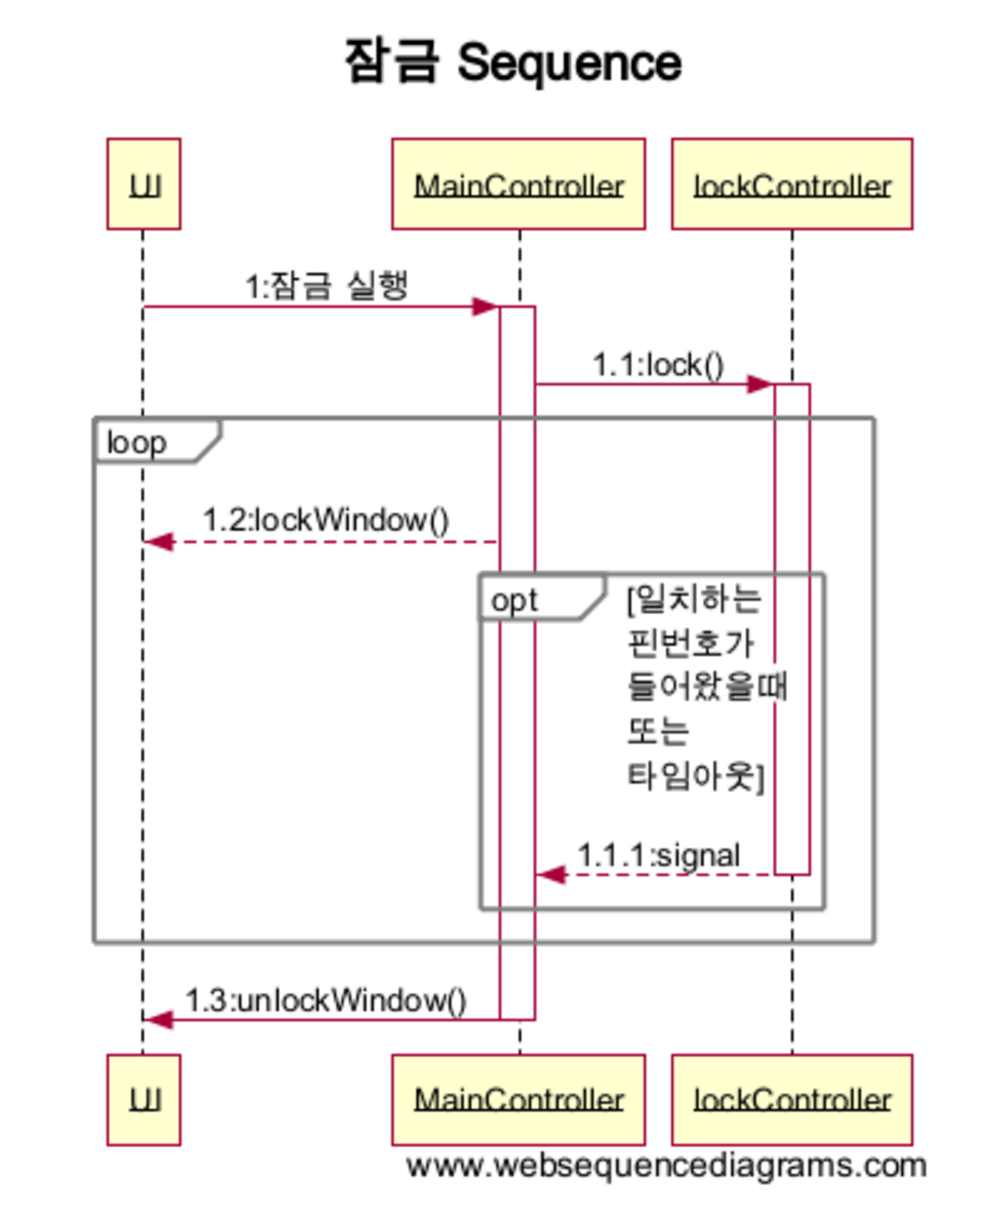 잠금 Sequence
UI
MainController
lockController
1:잠금 실행
1.1:lock()
loop
1.2:lockWindow()
opt
[일치하는
핀번호가
들어왔을때
또는
타임아웃]
1.1.1:signal
1.3:unlockWindow()
UI
MainController
lockController
www.websequencediagrams.com